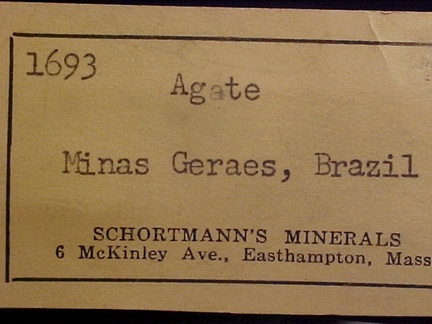 1693
Agate
Minas Geraes, Brazil
SCHORTMANN'S MINERALS
6 McKinley Ave., Easthampton, Mass